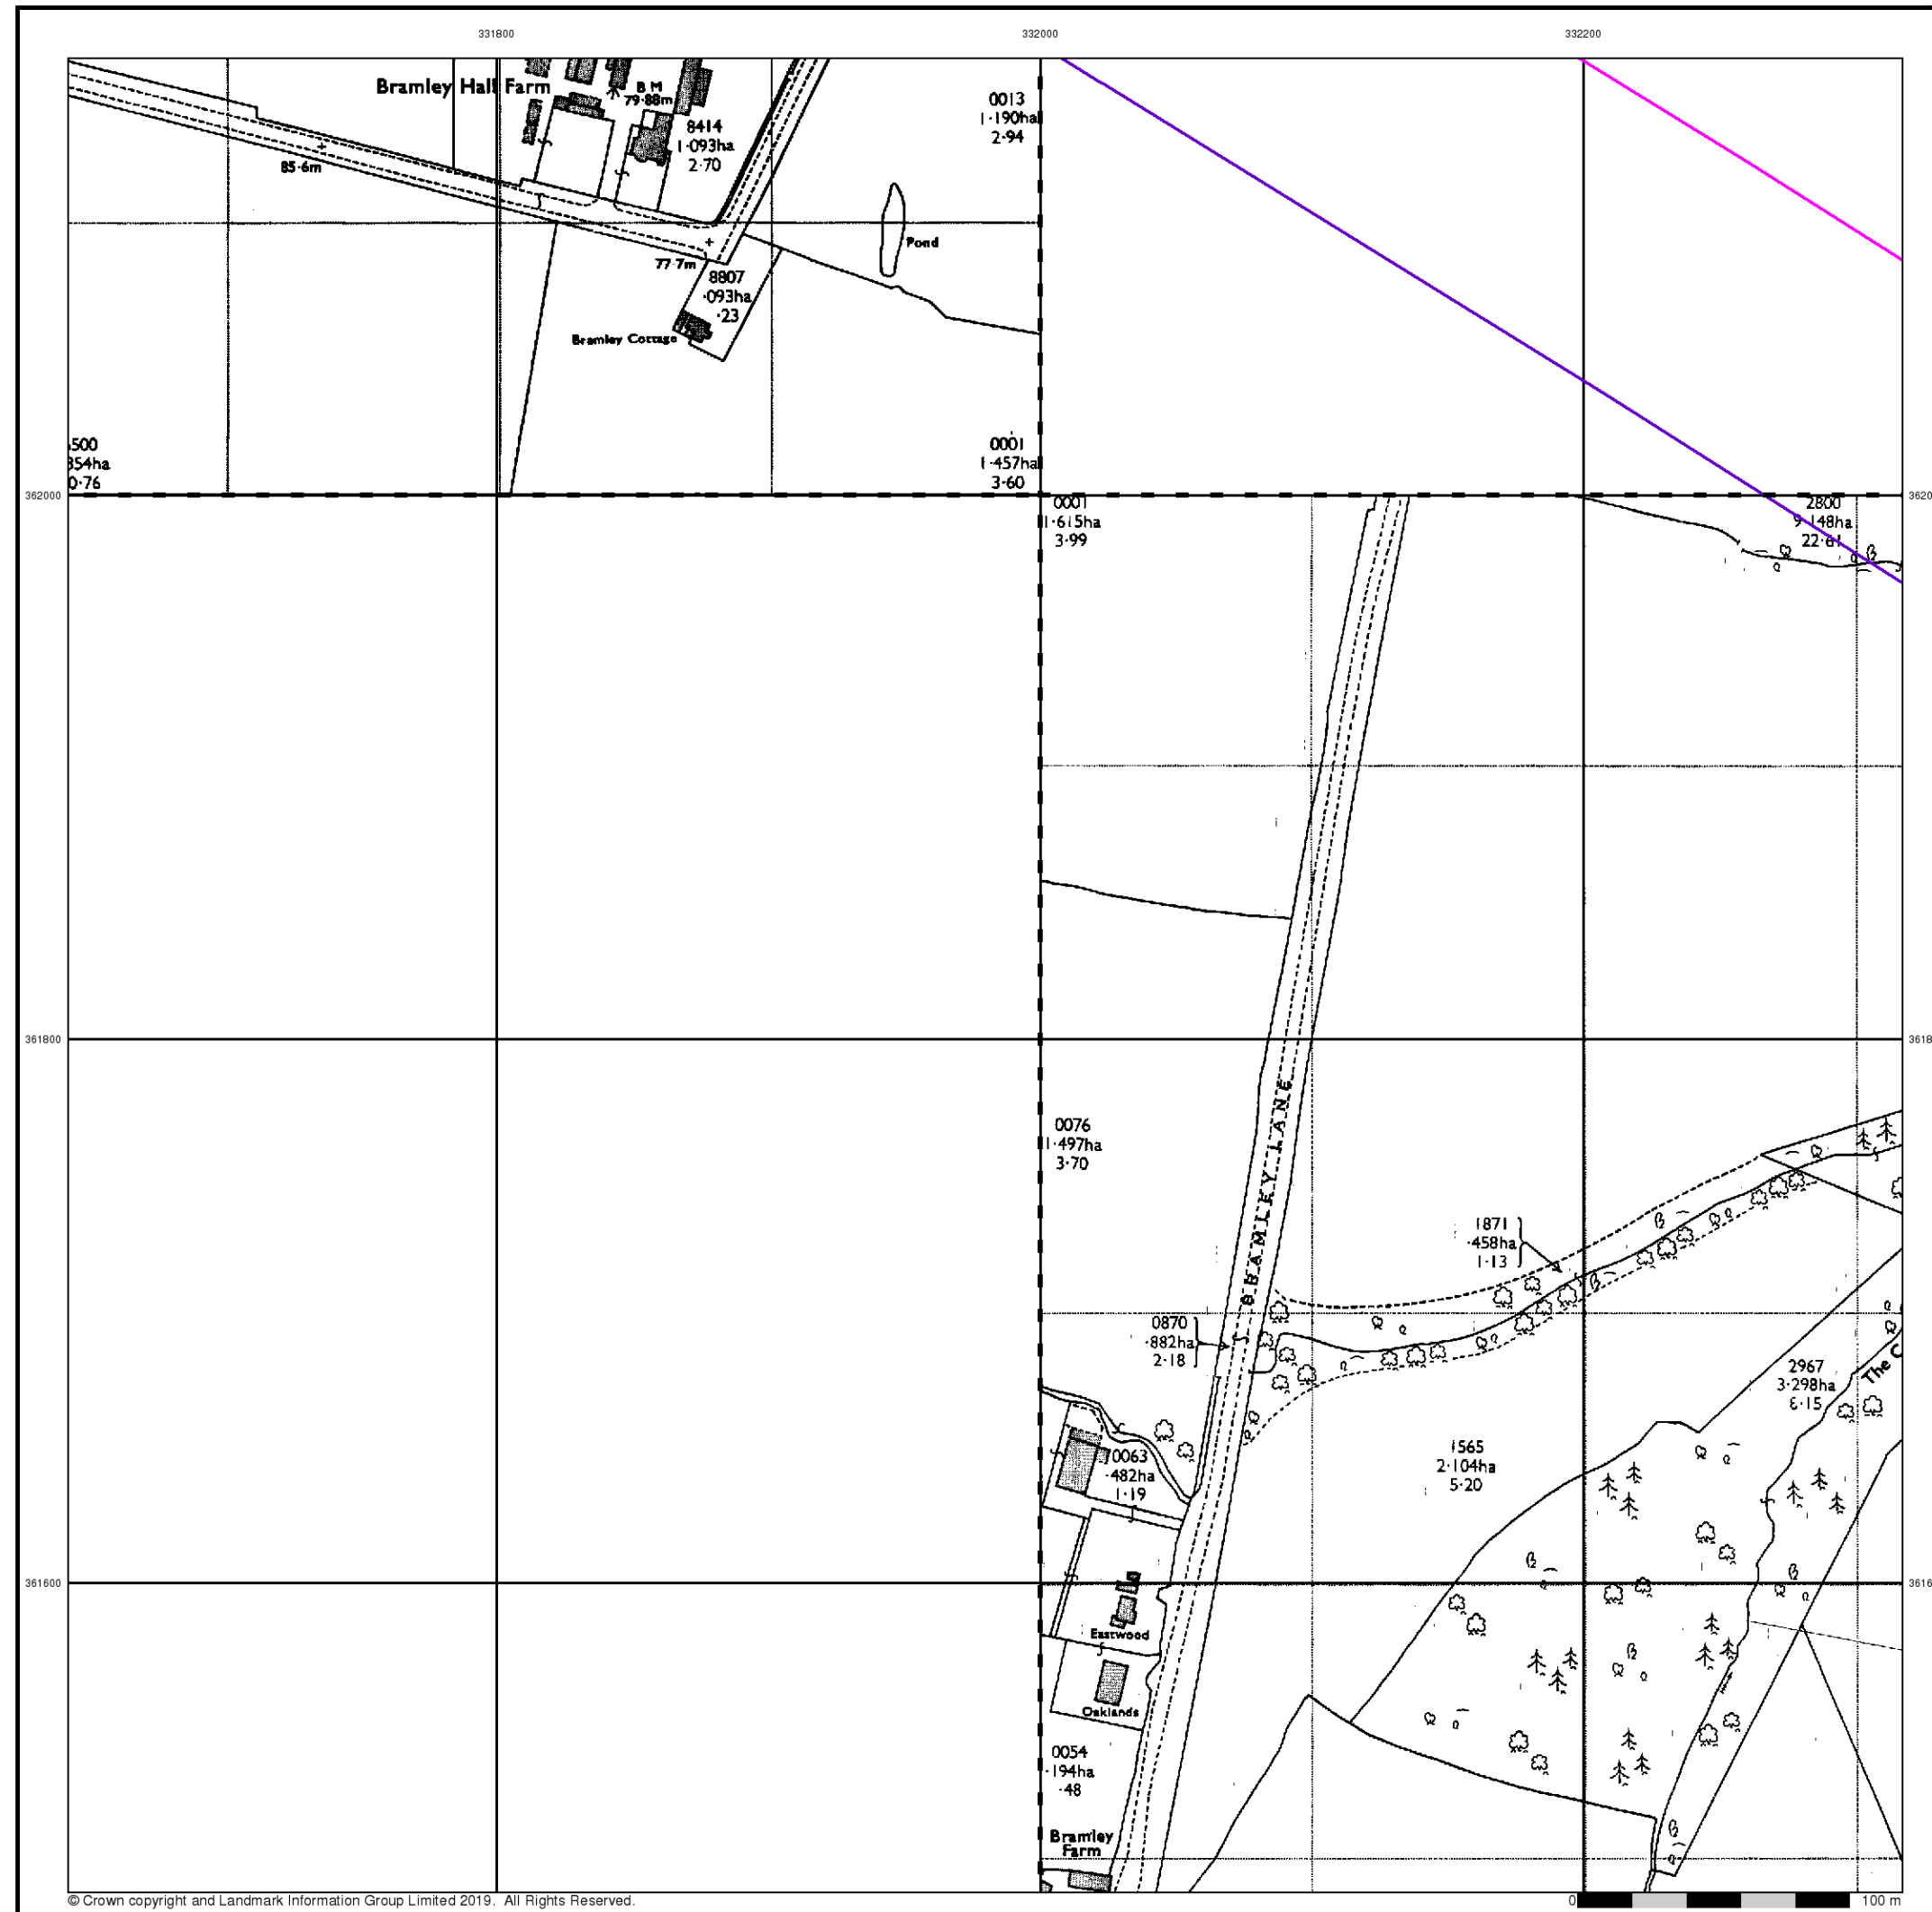 331800
332000
332200
Bramley Hall Farm
B M
79·88m
8414
1·093ha
2·70
0013
1·190ha
2·94
85·6m
Pond
77·7m
8807
·093ha
·23
Bramley Cottage
500
354ha
0·76
0001
1·457ha
3·60
362000
3620
0001
1·615ha
3·99
2800
9·148ha
22·61
361800
3618
BRAMLEY LANE
0076
1·497ha
3·70
1871
·458ha
1·13
0870
·882ha
2·18
2967
3·298ha
8·15
The C
1565
2·104ha
5·20
0063
·482ha
1·19
361600
3616
Eastwood
Oaklands
0054
·194ha
·48
Bramley
Farm
© Crown copyright and Landmark Information Group Limited 2019. All Rights Reserved.
0
100 m